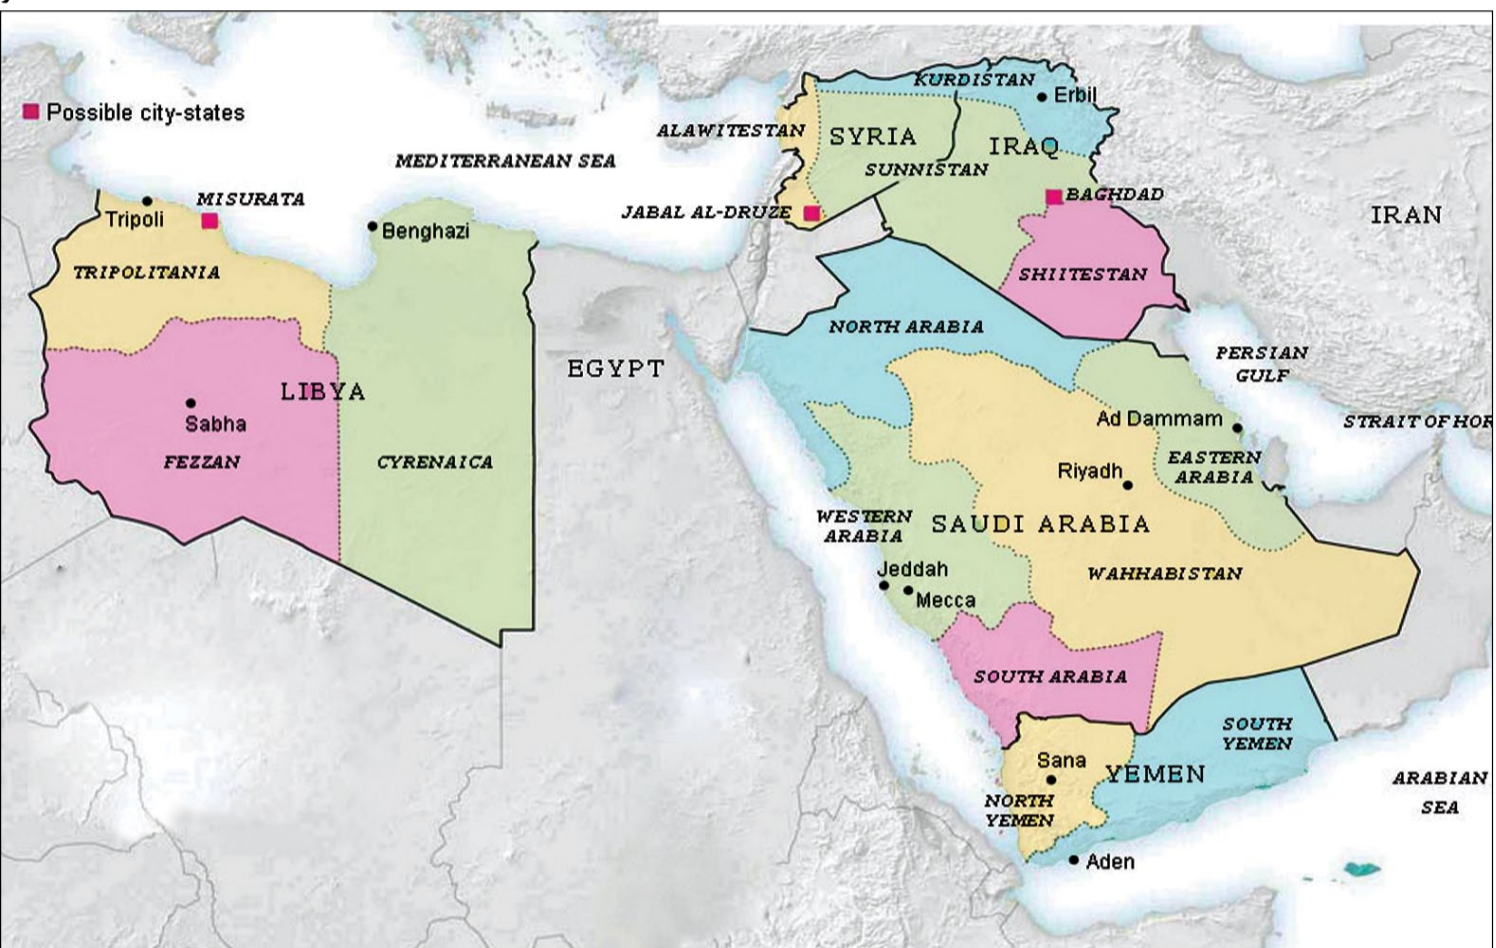 Possible city-states
KURDISTAN
Erbil
ALAWITESTAN
SYRIA
IRAQ
SUNNISTAN
MEDITERRANEAN SEA
MISURATA
Tripoli
JABAL AL-DRUZE
BAGHDAD
IRAN
Benghazi
TRIPOLITANIA
SHIITESTAN
NORTH ARABIA
EGYPT
PERSIAN
GULF
LIBYA
Sabha
Ad Dammam
STRAIT OF HOR
FEZZAN
CYRENAICA
Riyadh
EASTERN
ARABIA
WESTERN
ARABIA
SAUDI ARABIA
Jeddah
Mecca
WAHHABISTAN
SOUTH ARABIA
SOUTH
YEMEN
Sana
YEMEN
NORTH
YEMEN
ARABIAN
SEA
Aden